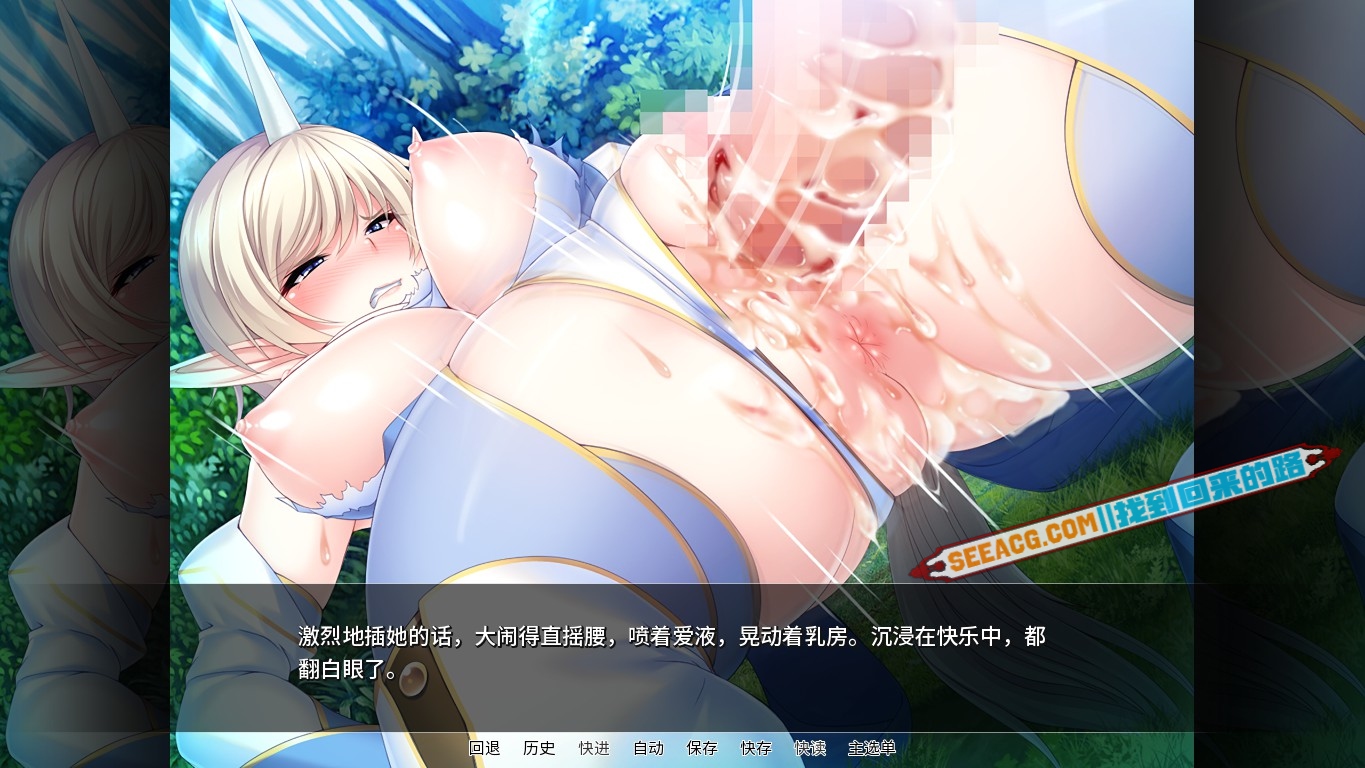 SEEACG.COM||找到回来的路
激烈地插她的话，大闹得直摇腰，喷着爱液，晃动着乳房。沉浸在快乐中，都
翻白眼了。
回退 历史 快进 自动 保存 快存 快读 主选单